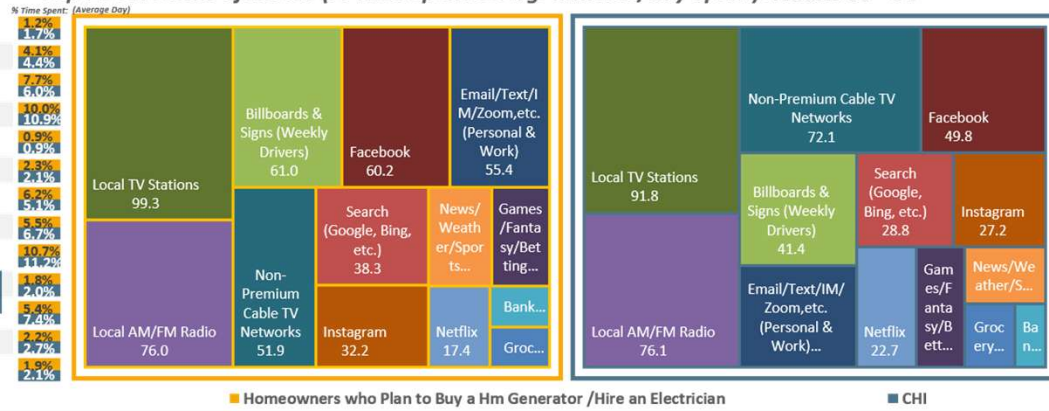 % Time Spent: (Average Day)
1.2%
1.7%
4.1%
4.4%
7.7%
6.0%
10.0%
10.9%
0.9%
0.9%
2.3%
2.1%
6.2%
5.1%
5.5%
6.7%
10.7%
11.2%
1.8%
2.0%
5.4%
7.4%
2.2%
2.7%
1.9%
2.1%
Local TV Stations
99.3
Local AM/FM Radio
76.0
Billboards &
Signs (Weekly
Drivers)
61.0
Facebook
60.2
Email/Text/I
M/Zoom,etc.
(Personal &
Work)
55.4
Non-
Premium
Cable TV
Networks
51.9
Search
(Google, Bing,
etc.)
38.3
Instagram
32.2
News/
Weath
er/Spor
ts...
Games
/Fanta
sy/Bet
ting...
Netflix
17.4
Bank...
Groc...
Local TV Stations
91.8
Local AM/FM Radio
76.1
Non-Premium Cable TV
Networks
72.1
Facebook
49.8
Billboards &
Signs (Weekly
Drivers)
41.4
Search
(Google,
Bing, etc.)
28.8
Instagram
27.2
Email/Text/IM/
Zoom,etc.
(Personal &
Work)...
Netflix
22.7
Gam
es/F
anta
sy/B
ett...
News/We
ather/S...
Groc
ery...
Ba
n...
Homeowners who Plan to Buy a Hm Generator /Hire an Electrician
CHI